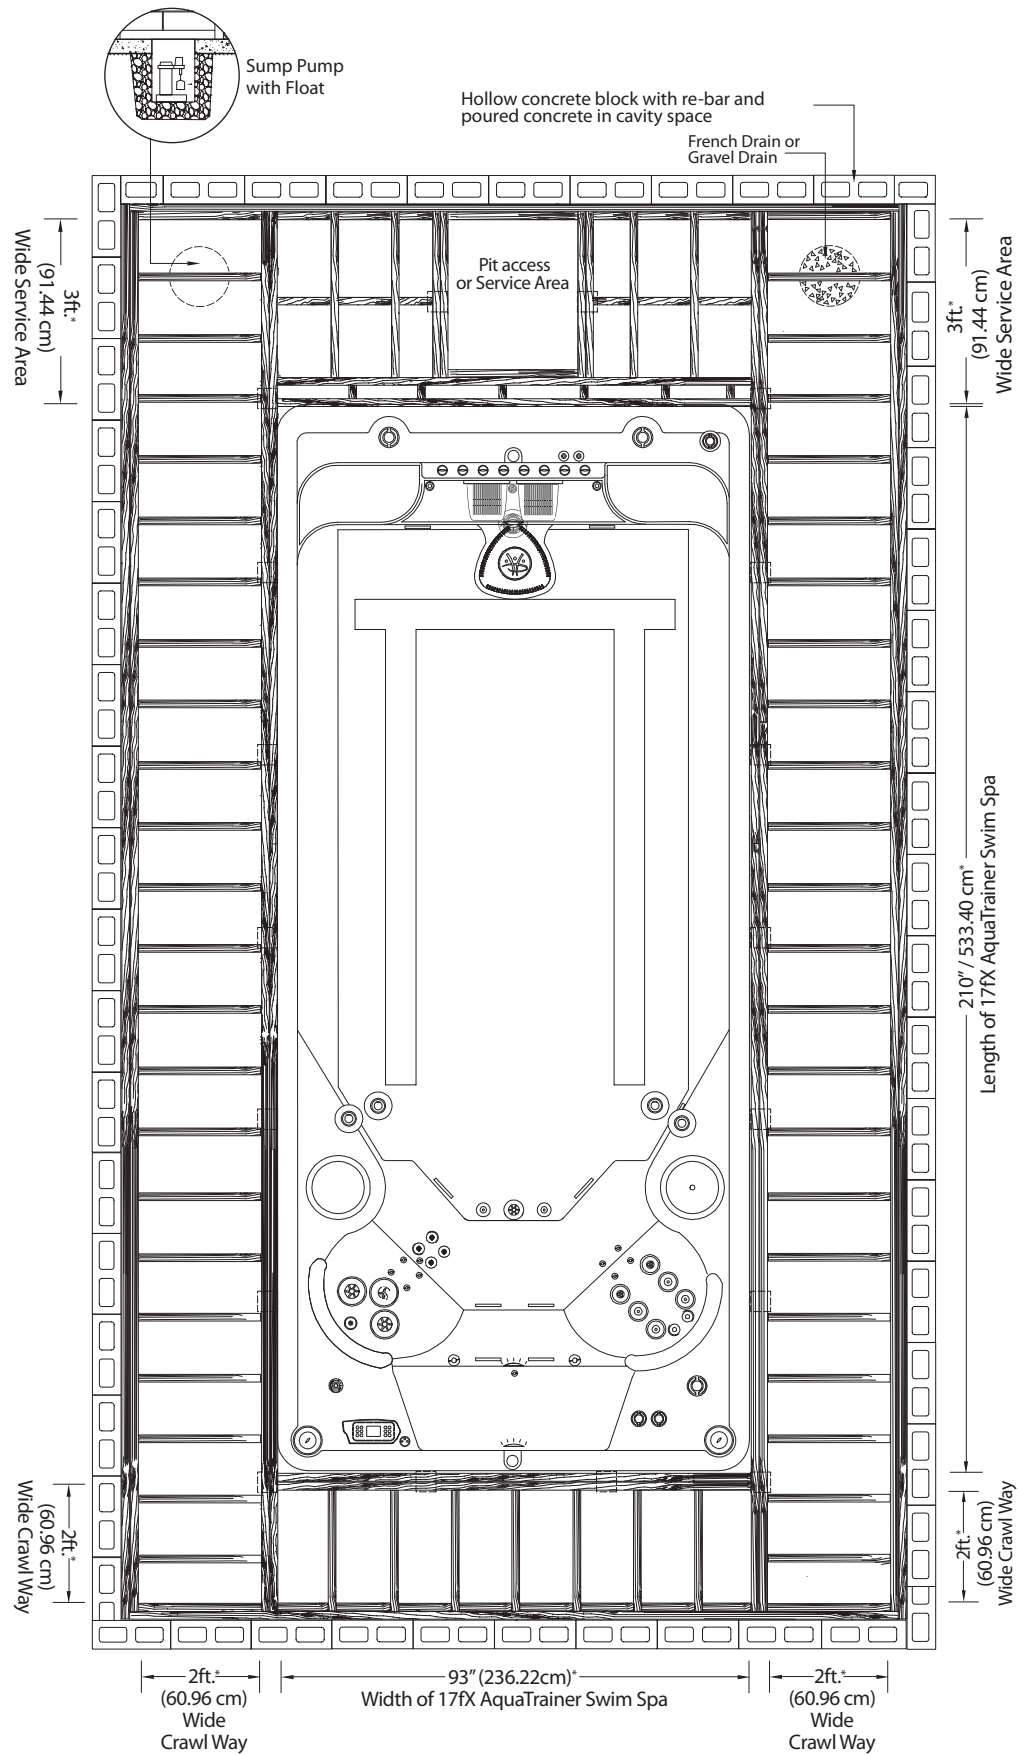 Sump Pump
with Float
Hollow concrete block with re-bar and
poured concrete in cavity space
French Drain or
Gravel Drain
3ft.*
(91.44 cm)
Wide Service Area
Pit access
or Service Area
3ft.*
(91.44 cm)
Wide Service Area
210” / 533.40 cm*
Length of 17fX AquaTrainer Swim Spa
2ft.*
(60.96 cm)
Wide Crawl Way
2ft.*
(60.96 cm)
Wide Crawl Way
2ft.*
(60.96 cm)
Wide
Crawl Way
93” (236.22cm)*
Width of 17fX AquaTrainer Swim Spa
2ft.*
(60.96 cm)
Wide
Crawl Way